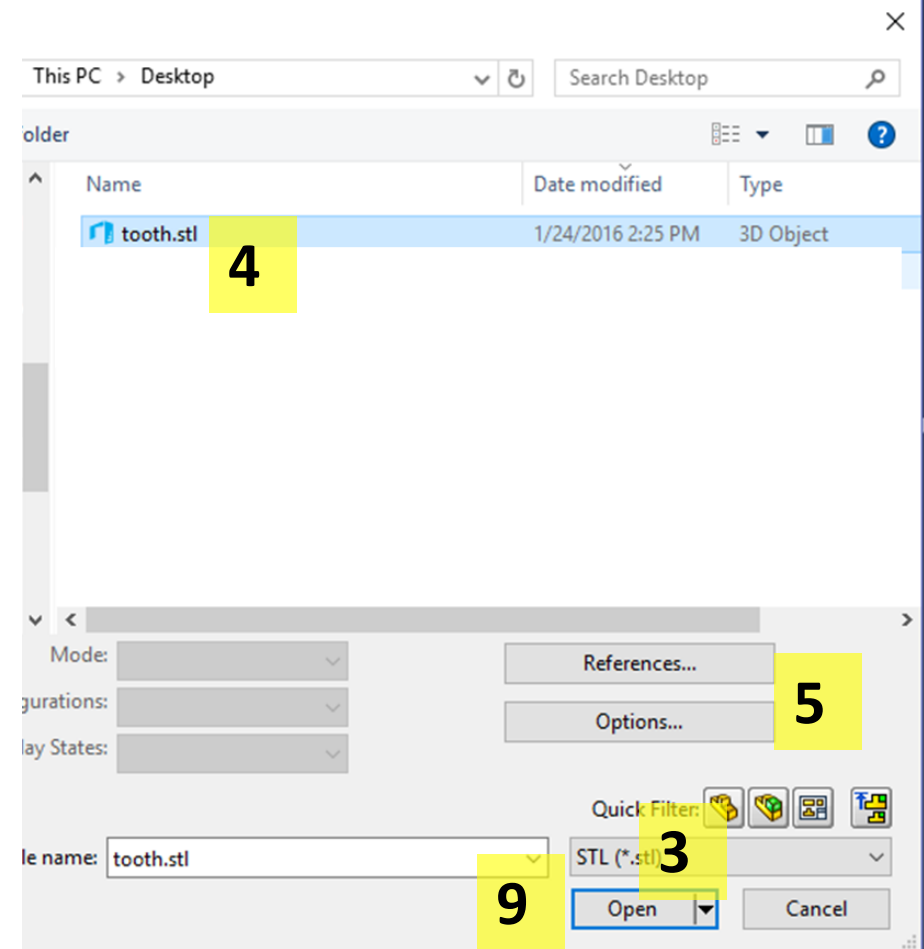 This PC > Desktop
Search Desktop
older
?
Name Date modified Type
tooth.stl 1/24/2016 2:25 PM 3D Object
4
Mode:
References...
5
gurations:
Options...
lay States:
Quick Filter:
le name: tooth.stl
STL (*.stl)
3
9
Open
Cancel